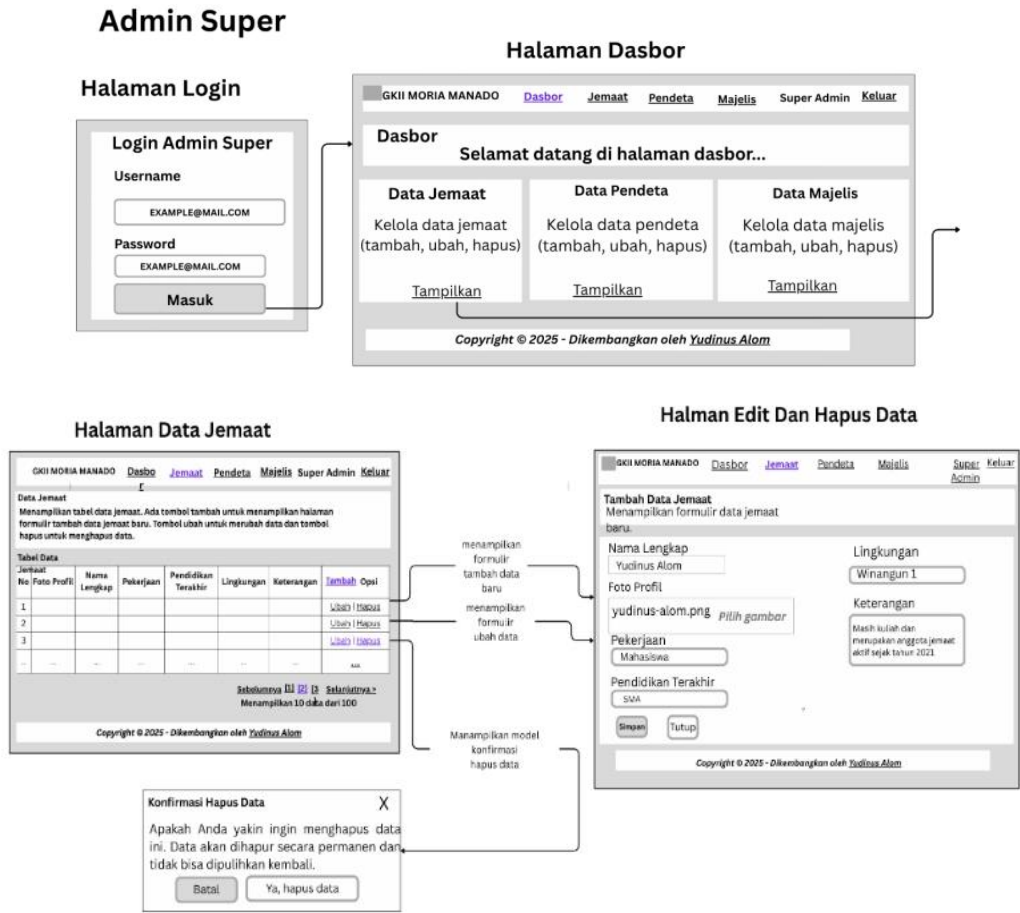 Admin Super
Halaman Login
Login Admin Super
Username
EXAMPLE@MAIL.COM
Password
EXAMPLE@MAIL.COM
Masuk
Halaman Dasbor
GKII MORIA MANADO Dasbor Jemaat Pendeta Majelis Super Admin Keluar
Dasbor
Selamat datang di halaman dasbor...
Data Jemaat
Kelola data jemaat
(tambah, ubah, hapus)
Tampilkan
Data Pendeta
Kelola data pendeta
(tambah, ubah, hapus)
Tampilkan
Data Majelis
Kelola data majelis
(tambah, ubah, hapus)
Tampilkan
Copyright © 2025 - Dikembangkan oleh Yudinus Alom
Halaman Data Jemaat
GKII MORIA MANADO Dasbo Jemaat Pendeta Majelis Super Admin Keluar
r
Data Jemaat
Menampilkan tabel data jemaat. Ada tombol tambah untuk menampilkan halaman
formulir tambah data jemaat baru. Tombol ubah untuk merubah data dan tombol
hapus untuk menghapus data.
Tabel Data
Jemaat
No Foto Profil Nama Lengkap Pekerjaan Pendidikan Terakhir Lingkungan Keterangan Tambah Opsi
1 Ubah | Hapus
2 Ubah | Hapus
3 Ubah | Hapus
... ... ... ... ... ... ... ...
Sebelumnya [1] [2] [3 Selanjutnya >
Menampilkan 10 data dari 100
Copyright © 2025 - Dikembangkan oleh Yudinus Alom
menampilkan
formulir
tambah data
baru
menampilkan
formulir
ubah data
Manampilkan model
konfirmasi
hapus data
Halman Edit Dan Hapus Data
GKII MORIA MANADO Dasbor Jemaat Pendeta Majelis Super Keluar
Admin
Tambah Data Jemaat
Menampilkan formulir data jemaat
baru.
Nama Lengkap
Yudinus Alom
Foto Profil
yudinus-alom.png Pilih gambar
Pekerjaan
Mahasiswa
Pendidikan Terakhir
SMA
Simpan Tutup
Lingkungan
Winangun 1
Keterangan
Masih kuliah dan
merupakan anggota jemaat
aktif sejak tahun 2021
Copyright © 2025 - Dikembangkan oleh Yudinus Alom
Konfirmasi Hapus Data X
Apakah Anda yakin ingin menghapus data
ini. Data akan dihapur secara permanen dan
tidak bisa dipulihkan kembali.
Batal Ya, hapus data